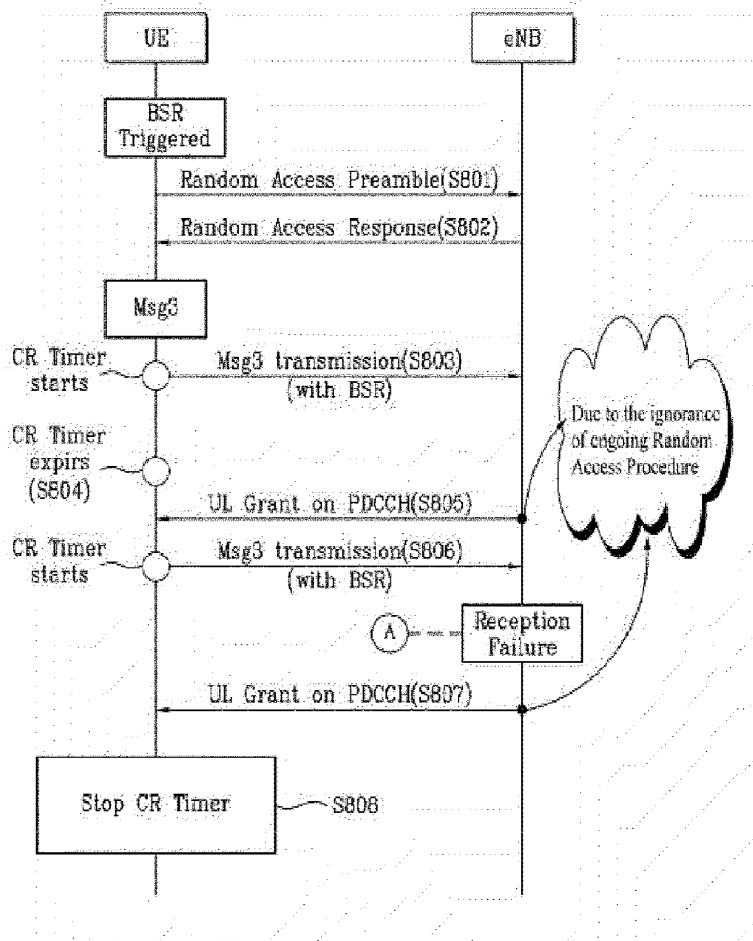 UE
eNB
BSR
Triggered
Random Access Preamble(S801)
Random Access Response(S802)
Msg3
CR Timer
starts
Msg3 transmission(S803)
(with BSR)
Due to the ignorance
of engoing Random
Access Procedure
CR Timer
expirs
(S804)
UL Grant on PDCCH(S805)
CR Timer
starts
Msg3 transmission(S806)
(with BSR)
A
Reception
Failure
UL Grant on PDCCH(S807)
Stop CR Timer
S808